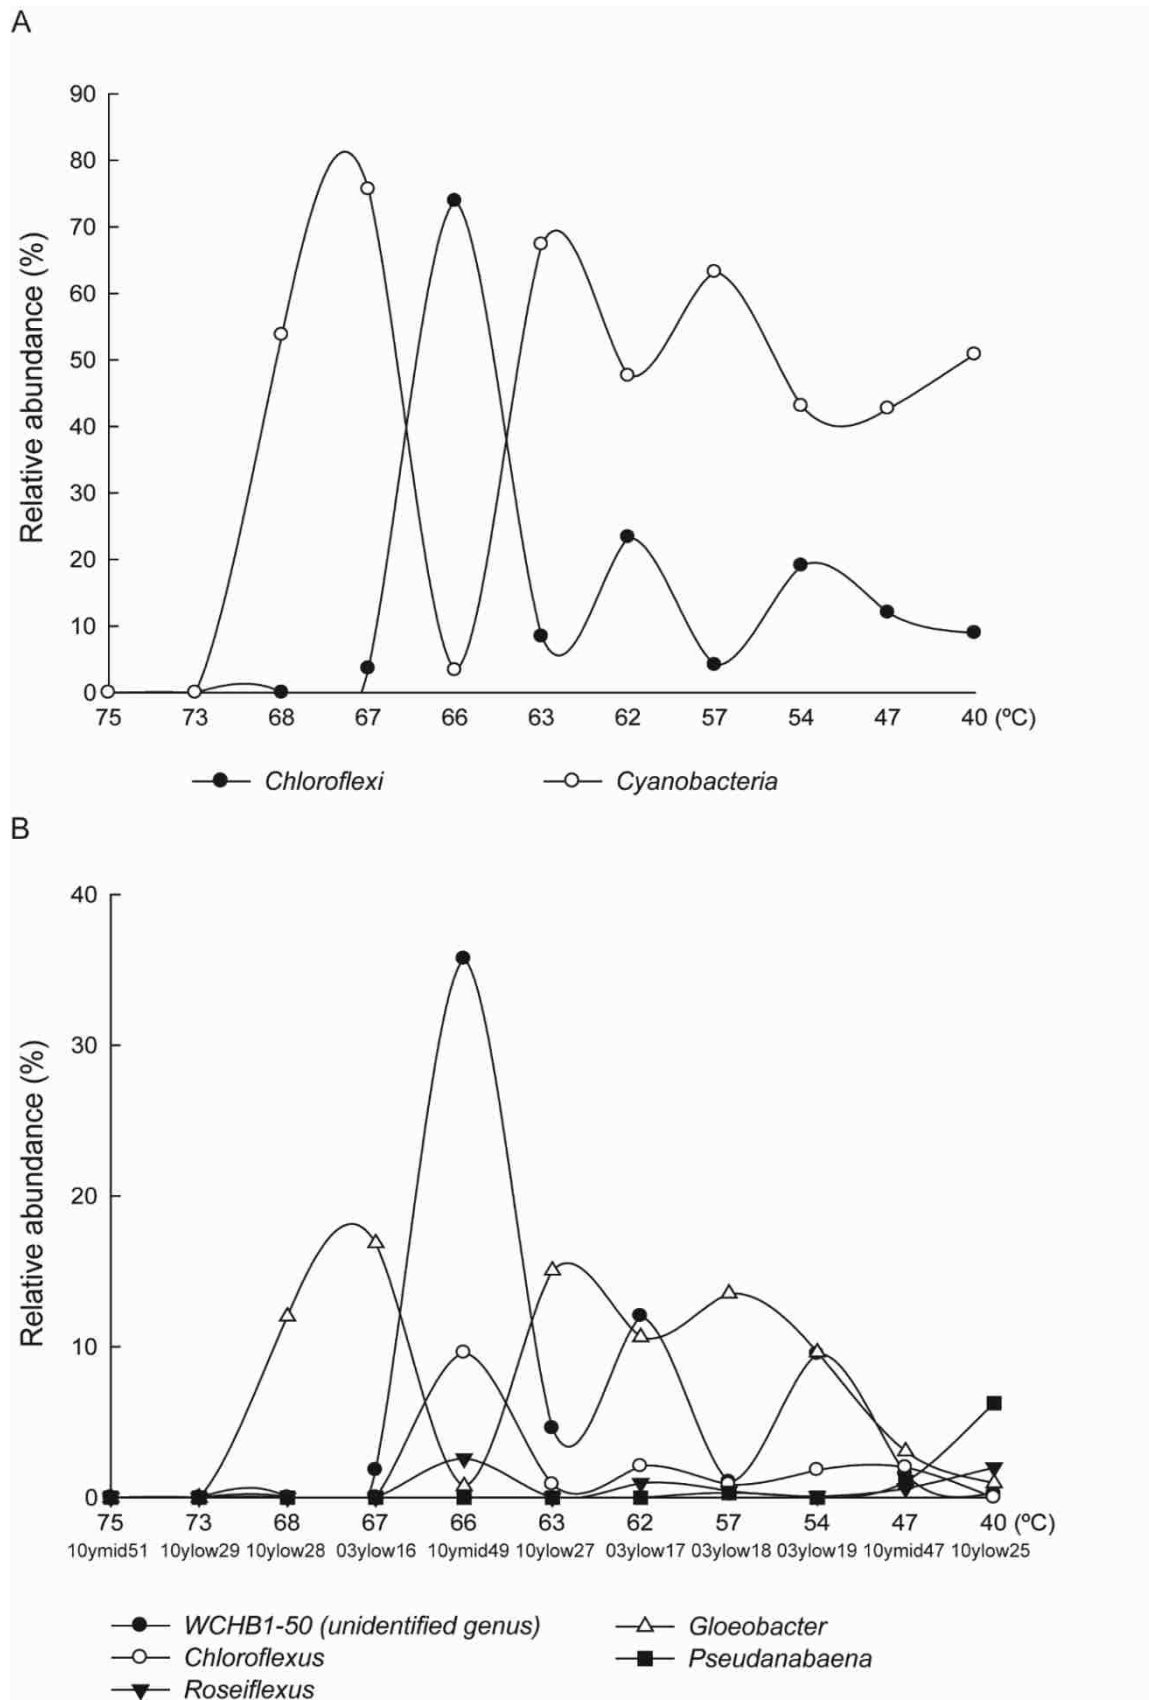 A
90
80
70
60
50
40
30
20
10
0
Relative abundance (%)
75 73 68 67 66 63 62 57 54 47 40 (ºC)
Chloroflexi Cyanobacteria
B
40
30
20
10
0
Relative abundance (%)
75 73 68 67 66 63 62 57 54 47 40 (ºC)
10ymid51 10ylow29 10ylow28 03ylow16 10ymid49 10ylow27 03ylow17 03ylow18 03ylow19 10ymid47 10ylow25
WCHB1-50 (unidentified genus) Gloeobacter
Chloroflexus Pseudanabaena
Roseiflexus